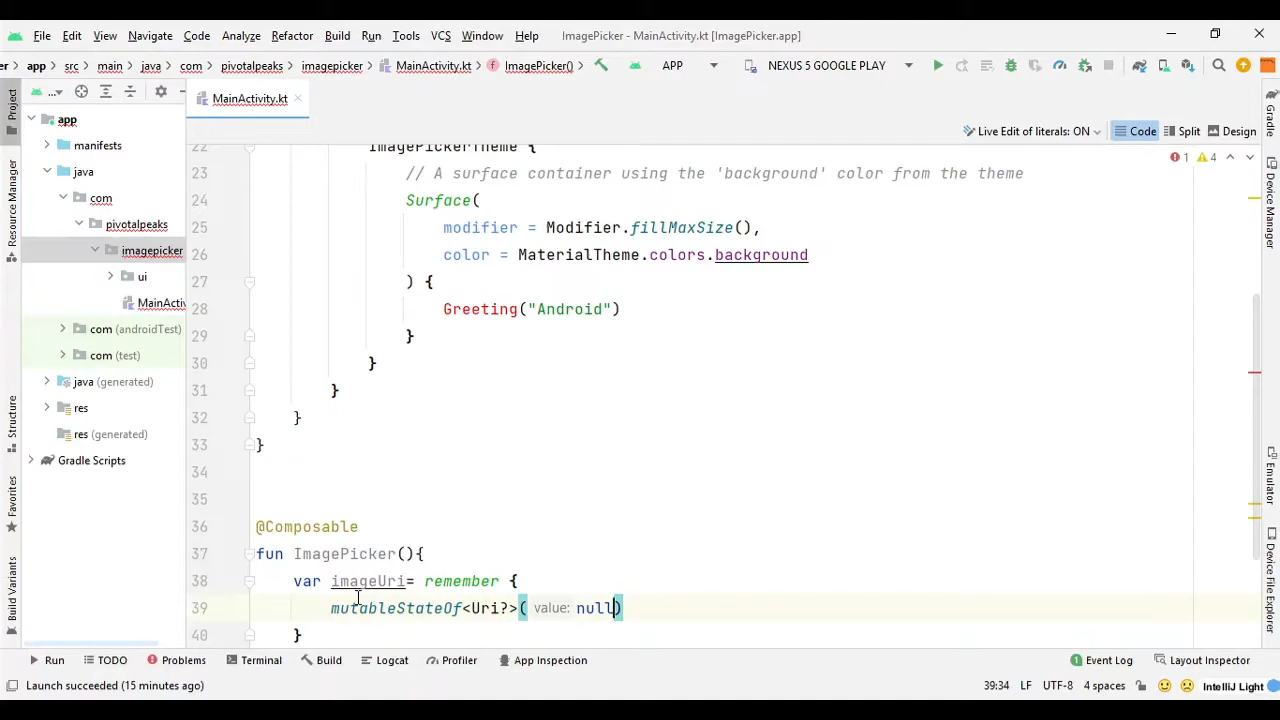 File Edit View Navigate Code Analyze Refactor Build Run Tools VCS Window Help ImagePicker - MainActivity.kt [ImagePicker.app]
er app src main java com pivotalpeaks imagepicker MainActivity.kt ImagePicker() APP NEXUS 5 GOOGLE PLAY
... MainActivity.kt
Live Edit of literals: ON Code Split Design
Project
Resource Manager
Structure
Favorites
Build Variants
app
manifests
java
com
pivotalpeaks
imagepicker
ui
MainActiv
com (androidTest)
com (test)
java (generated)
res
res (generated)
Gradle Scripts
1 4
22 ImagePickerTheme {
23 // A surface container using the 'background' color from the theme
24 Surface(
25 modifier = Modifier.fillMaxSize(),
26 color = MaterialTheme.colors.background
27 ) {
28 Greeting("Android")
29 }
30 }
31 }
32 }
33 }
34
35
36 @Composable
37 fun ImagePicker(){
38 var imageUri= remember {
39 mutableStateOf<Uri?>( value: null)
40 }
Gradle
Device Manager
Emulator
Device File Explorer
Run TODO Problems Terminal Build Logcat Profiler App Inspection 1 Event Log Layout Inspector
Launch succeeded (15 minutes ago) 39:34 LF UTF-8 4 spaces IntelliJ Light